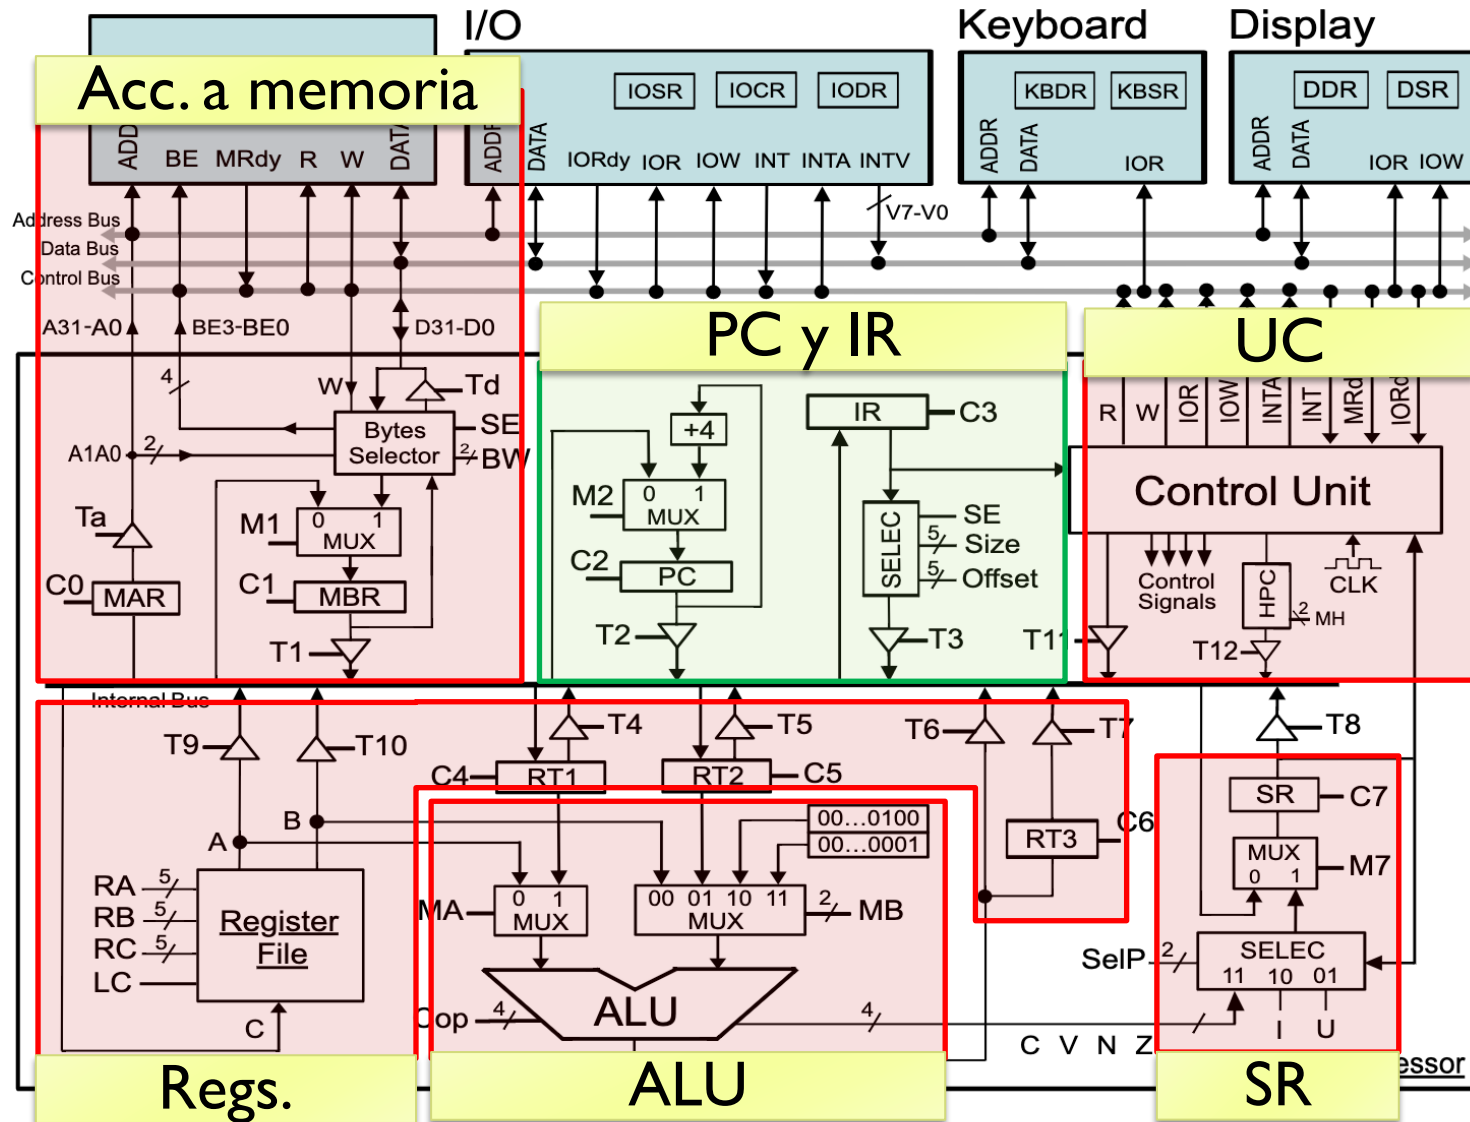 I/O
Keyboard
Display
Acc. a memoria
IOSR
IOCR
IODR
KBDR
KBSR
DDR
DSR
ADD
BE
MRdy
R
W
DATA
ADDR
DATA
IORdy
IOR
IOW
INT
INTA
INTV
ADDR
DATA
IOR
ADDR
DATA
IOR
IOW
V7-V0
Address Bus
Data Bus
Control Bus
A31-A0
BE3-BE0
D31-D0
PC y IR
UC
4
W
Td
Bytes
Selector
SE
2
BW
A1A0
2
Ta
M1
0
1
MUX
C0
MAR
C1
MBR
T1
+4
M2
0
1
MUX
C2
PC
T2
IR
C3
SELEC
SE
5
Size
5
Offset
T3
R
W
IOR
IOW
INTA
INT
MRd
IORd
Control Unit
Control
Signals
HPC
2
MH
CLK
T11
T12
Internal Bus
T9
T10
T4
T5
T6
T7
T8
C4
RT1
RT2
C5
RT3
C6
SR
C7
00...0100
00...0001
A
B
RA
5
RB
5
RC
5
LC
Register
File
C
MA
0
1
MUX
00
01
10
11
MUX
2
MB
MUX
0
1
M7
SelP
2
SELEC
11
10
01
I
U
Cop
4
ALU
4
C V N Z
Regs.
ALU
SR
essor